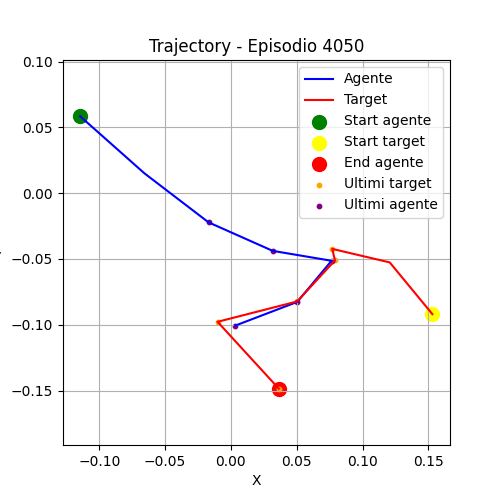 Trajectory - Episodio 4050
0.10
0.05
0.00
−0.05
−0.10
−0.15
Agente
Target
Start agente
Start target
End agente
Ultimi target
Ultimi agente
−0.10
−0.05
0.00
0.05
0.10
0.15
X